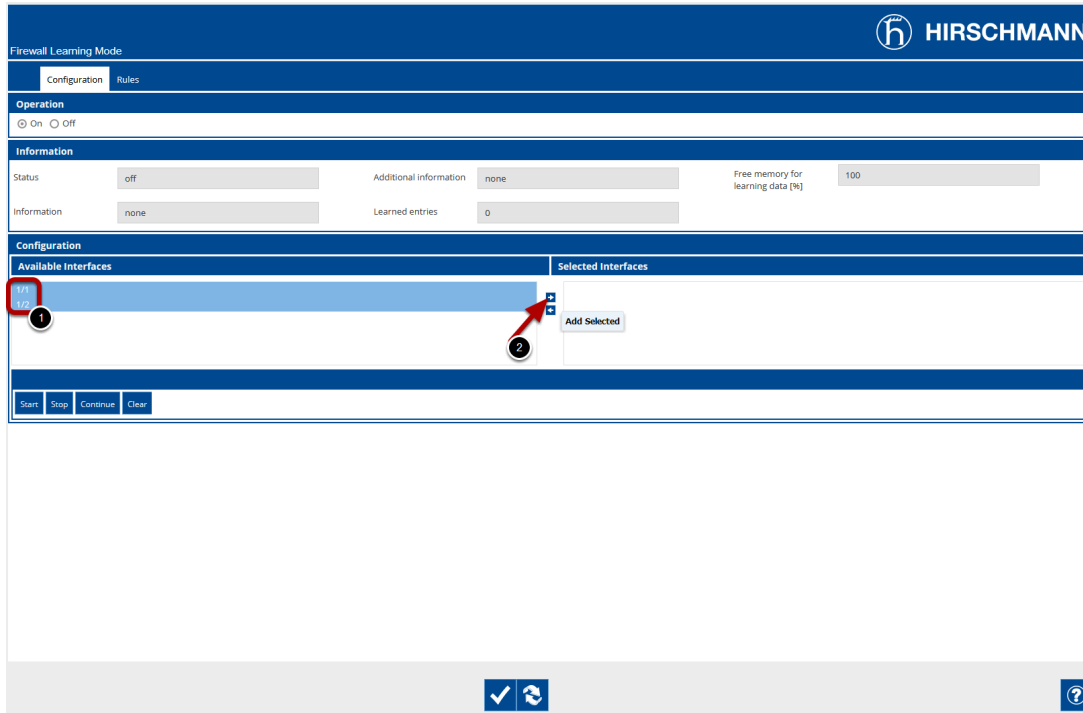 HIRSCHMANN
Firewall Learning Mode
Configuration Rules
Operation
On Off
Information
Status off Additional information none Free memory for 100
learning data [%]
Information none Learned entries 0
Configuration
Available Interfaces Selected Interfaces
1/1
1/2
1
Add Selected
2
Start Stop Continue Clear
?